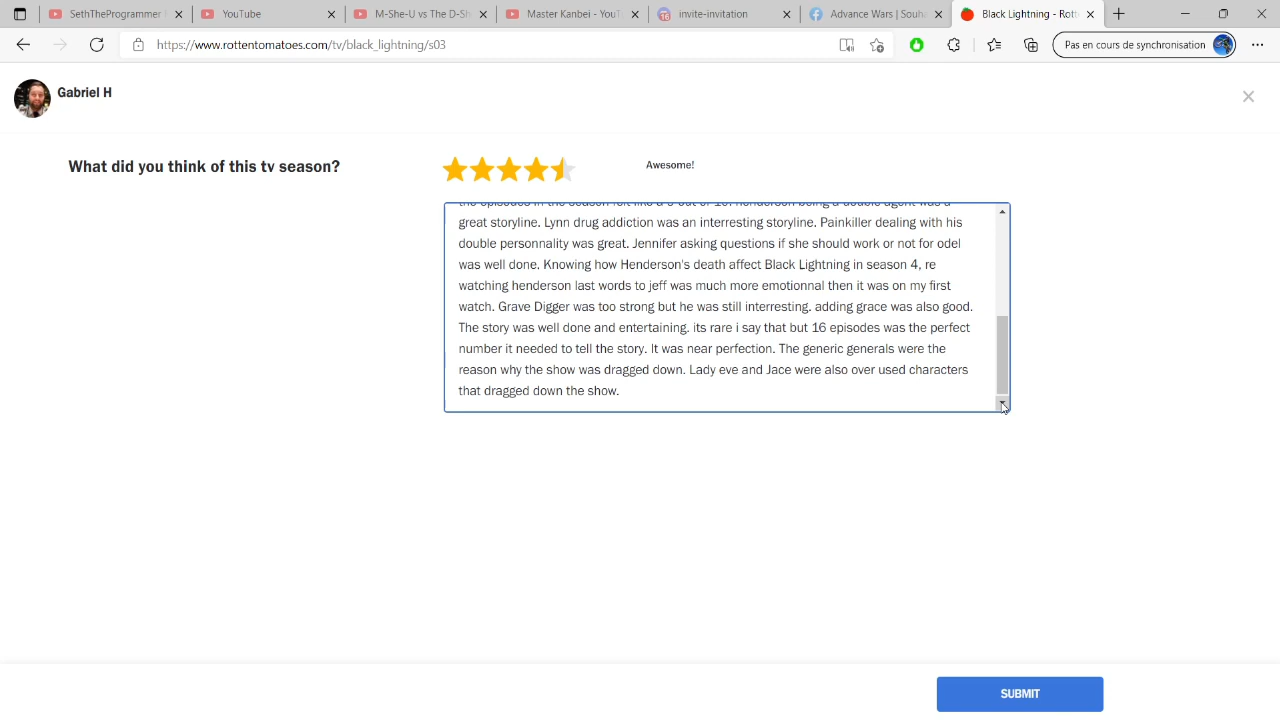 SethTheProgrammer
YouTube
M-She-U vs The D-Sh
Master Kanbei - YouT
16
invite-invitation
Advance Wars | Souha
Black Lightning - Rott
https://www.rottentomatoes.com/tv/black_lightning/s03
Pas en cours de synchronisation
Gabriel H
What did you think of this tv season?
Awesome!
great storyline. Lynn drug addiction was an interresting storyline. Painkiller dealing with his
double personnality was great. Jennifer asking questions if she should work or not for odel
was well done. Knowing how Henderson's death affect Black Lightning in season 4, re
watching henderson last words to jeff was much more emotionnal then it was on my first
watch. Grave Digger was too strong but he was still interresting. adding grace was also good.
The story was well done and entertaining. its rare i say that but 16 episodes was the perfect
number it needed to tell the story. It was near perfection. The generic generals were the
reason why the show was dragged down. Lady eve and Jace were also over used characters
that dragged down the show.
SUBMIT